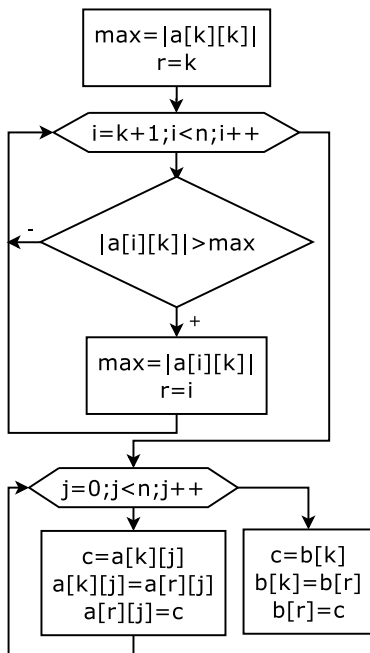 max=|a[k][k]|
r=k
i=k+1;i<n;i++
|a[i][k]|>max
-
+
max=|a[i][k]|
r=i
j=0;j<n;j++
c=a[k][j]
a[k][j]=a[r][j]
a[r][j]=c
c=b[k]
b[k]=b[r]
b[r]=c